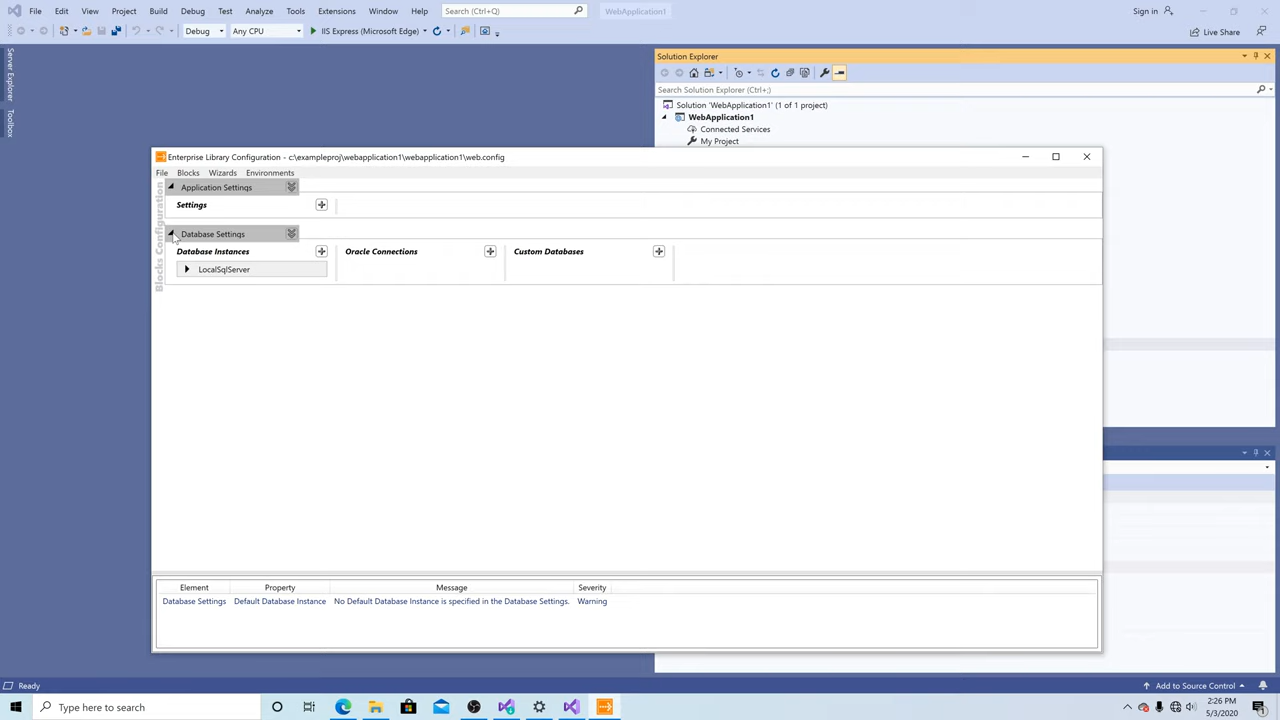 File Edit View Project Build Debug Test Analyze Tools Extensions Window Help Search (Ctrl+Q) WebApplication1 Sign in
Debug Any CPU IIS Express (Microsoft Edge) Live Share
Server Explorer
Toolbox
Solution Explorer
Search Solution Explorer (Ctrl+;)
Solution 'WebApplication1' (1 of 1 project)
WebApplication1
Connected Services
My Project
Enterprise Library Configuration - c:\exampleproj\webapplication1\webapplication1\web.config
File Blocks Wizards Environments
Blocks Configuration
Application Settings
Settings
Database Settings
Database Instances Oracle Connections Custom Databases
LocalSqlServer
Element Property Message Severity
Database Settings Default Database Instance No Default Database Instance is specified in the Database Settings. Warning
Ready Add to Source Control
Type here to search
2:26 PM
5/3/2020